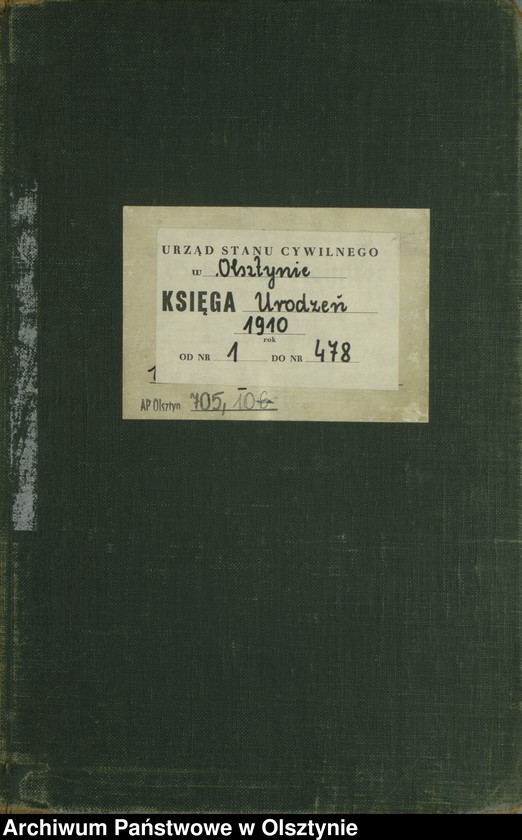 URZĄD STANU CYWILNEGO
w Olsztynie
KSIĘGA Urodzeń
1910
rok
OD NR 1 DO NR 478
1
AP Olsztyn 705, 106
Archiwum Państwowe w Olsztynie